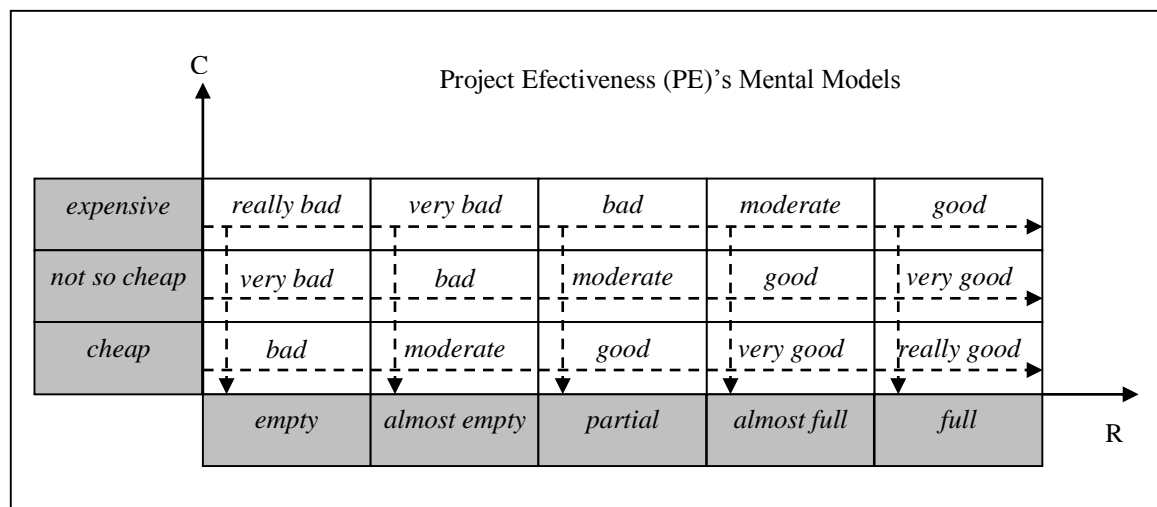 C
Project Efectiveness (PE)'s Mental Models
expensive really bad very bad bad moderate good
not so cheap very bad bad moderate good very good
cheap bad moderate good very good really good
empty almost empty partial almost full full
R